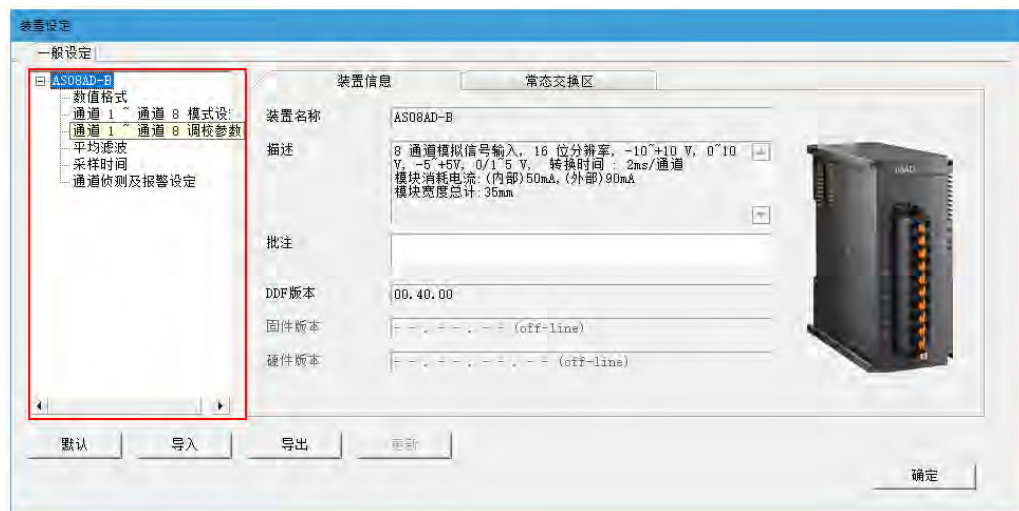 装置设定
一般设定
AS08AD-B
数值格式
通道 1 ~ 通道 8 模式设
通道 1 ~ 通道 8 调校参数
平均滤波
采样时间
通道侦测及报警设定
装置信息
常态交换区
装置名称
AS08AD-B
描述
8 通道模拟信号输入, 16 位分辨率, -10~+10 V, 0~10
V, -5~+5V, 0/1~5 V, 转换时间 : 2ms/通道
模块消耗电流:(内部)50mA,(外部)90mA
模块宽度总计:35mm
批注
DDF版本
00.40.00
固件版本
- - . - - . - - (off-line)
硬件版本
- - . - - . - - . - - (off-line)
08AD
默认
导入
导出
更新
确定